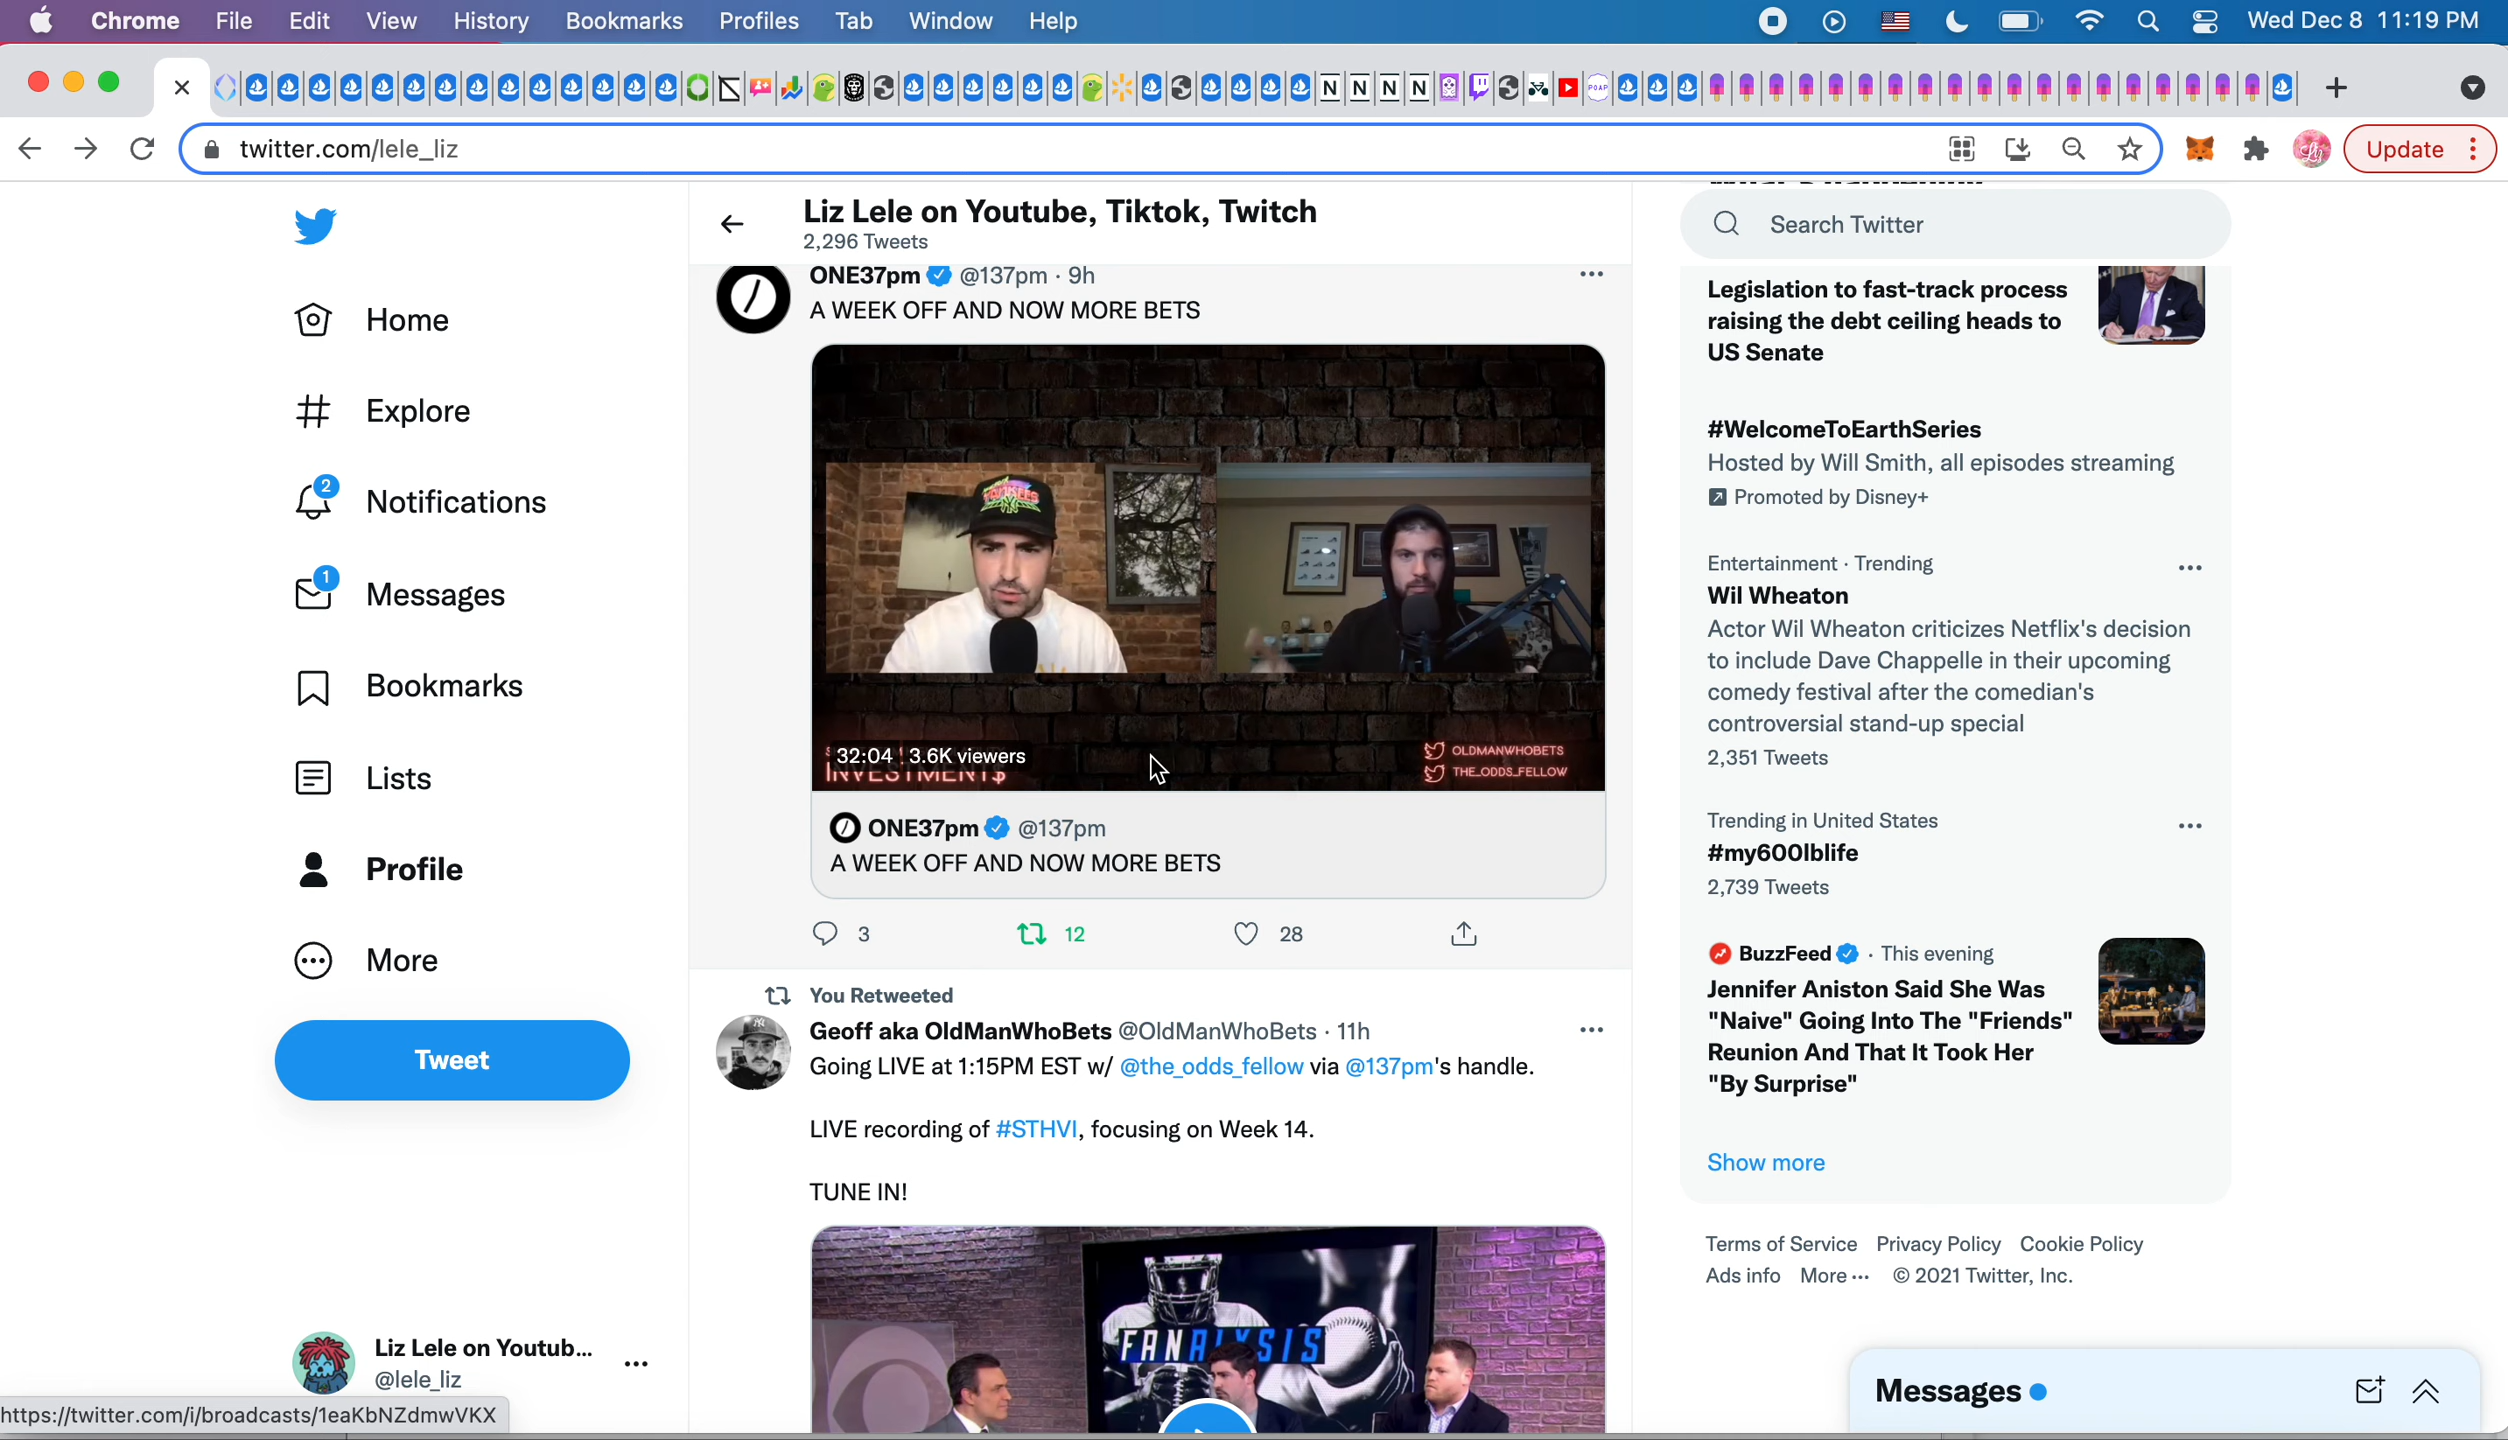 Chrome File Edit View History Bookmarks Profiles Tab Window Help Wed Dec 8 11:19 PM
twitter.com/lele_liz Update
Home
Explore
2
Notifications
1
Messages
Bookmarks
Lists
Profile
More
Tweet
Liz Lele on Youtub...
@lele_liz
https://twitter.com/i/broadcasts/1eaKbNZdmwVKX
Liz Lele on Youtube, Tiktok, Twitch
2,296 Tweets
ONE37pm @137pm · 9h
A WEEK OFF AND NOW MORE BETS
32:04 3.6K viewers
INVESTMENT$
OLDMANWHOBETS
THE_ODDS_FELLOW
ONE37pm @137pm
A WEEK OFF AND NOW MORE BETS
3 12 28
You Retweeted
Geoff aka OldManWhoBets @OldManWhoBets · 11h
Going LIVE at 1:15PM EST w/ @the_odds_fellow via @137pm's handle.
LIVE recording of #STHVI, focusing on Week 14.
TUNE IN!
FANALYSIS
Search Twitter
Legislation to fast-track process
raising the debt ceiling heads to
US Senate
#WelcomeToEarthSeries
Hosted by Will Smith, all episodes streaming
Promoted by Disney+
Entertainment · Trending
Wil Wheaton
Actor Wil Wheaton criticizes Netflix's decision
to include Dave Chappelle in their upcoming
comedy festival after the comedian's
controversial stand-up special
2,351 Tweets
Trending in United States
#my600lblife
2,739 Tweets
BuzzFeed · This evening
Jennifer Aniston Said She Was
"Naive" Going Into The "Friends"
Reunion And That It Took Her
"By Surprise"
Show more
Terms of Service Privacy Policy Cookie Policy
Ads info More ··· © 2021 Twitter, Inc.
Messages